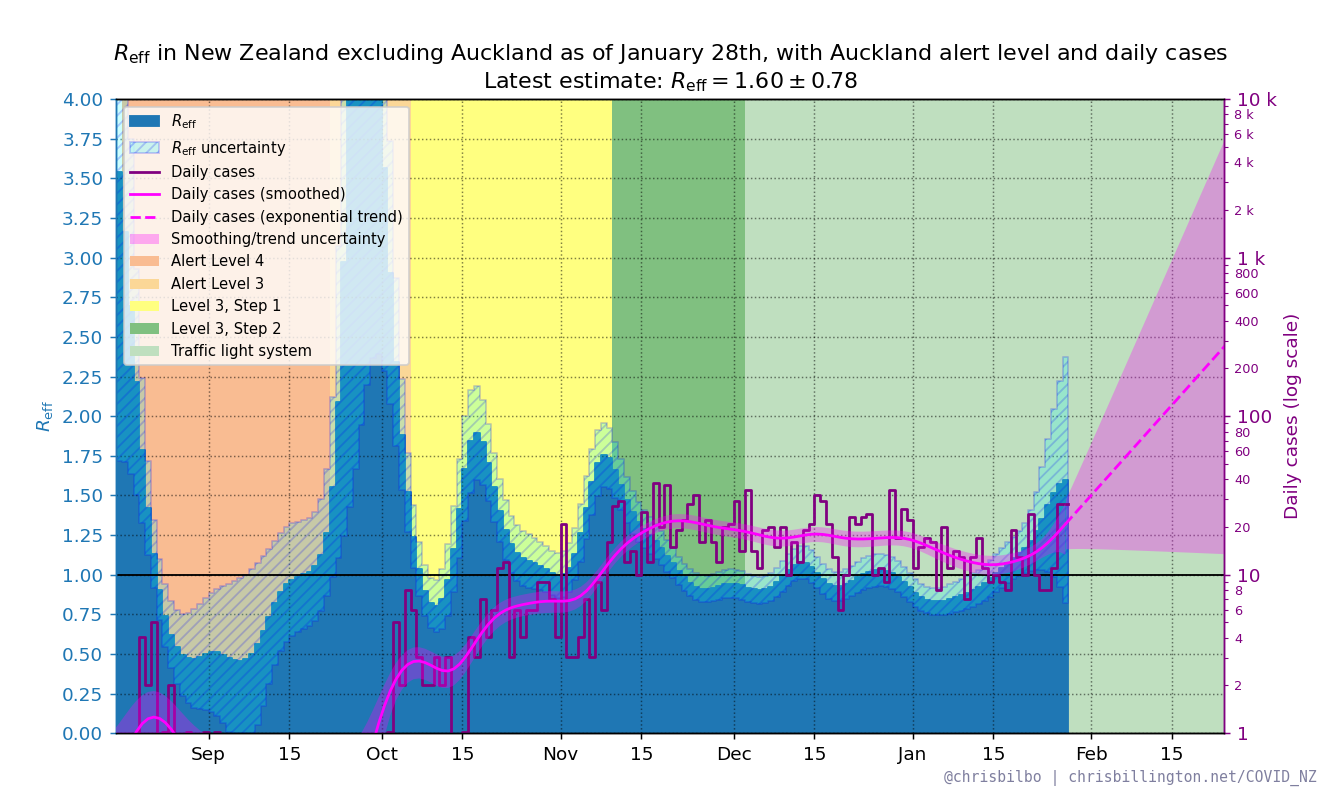 Reff in New Zealand excluding Auckland as of January 28th, with Auckland alert level and daily cases
Latest estimate: Reff = 1.60 ± 0.78
Reff
Reff uncertainty
Daily cases
Daily cases (smoothed)
Daily cases (exponential trend)
Smoothing/trend uncertainty
Alert Level 4
Alert Level 3
Level 3, Step 1
Level 3, Step 2
Traffic light system
Reff
4.00
3.75
3.50
3.25
3.00
2.75
2.50
2.25
2.00
1.75
1.50
1.25
1.00
0.75
0.50
0.25
0.00
Sep 15 Oct 15 Nov 15 Dec 15 Jan 15 Feb 15
10 k
8 k
6 k
4 k
2 k
1 k
800
600
400
200
100
80
60
40
20
10
8
6
4
2
1
Daily cases (log scale)
@chrisbilbo | chrisbillington.net/COVID_NZ